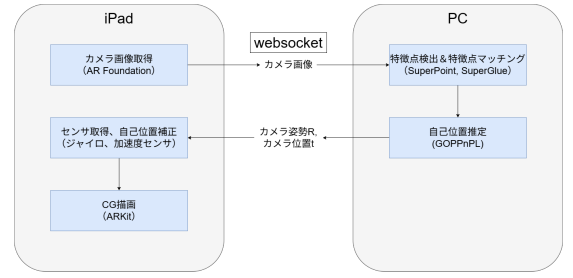 iPad
PC
websocket
カメラ画像取得
（AR Foundation）
カメラ画像
特徴点検出＆特徴点マッチング
（SuperPoint, SuperGlue）
センサ取得、自己位置補正
（ジャイロ、加速度センサ）
カメラ姿勢R,
カメラ位置t
自己位置推定
(GOPPnPL)
CG描画
（ARKit）